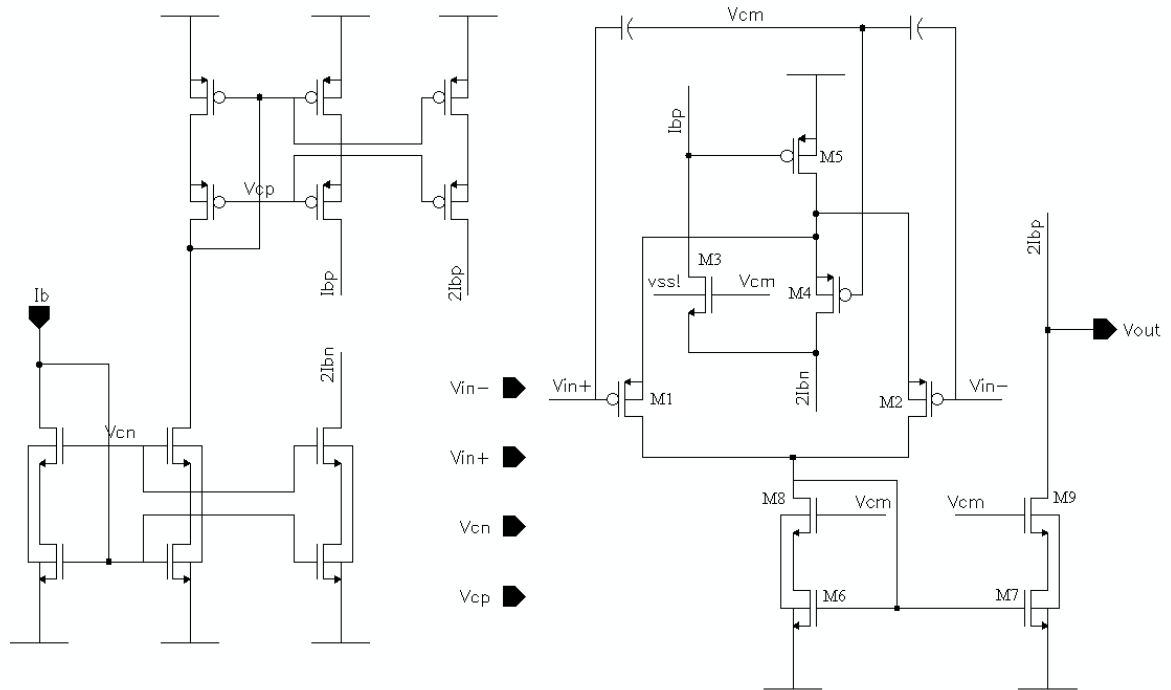 Vcm
Ibp
M5
Vcp
2Ibp
M3
vss!
Vcm
M4
Ibp
2Ibp
Ib
Vout
2Ibn
Vin-
Vin+
M1
2Ibn
M2
Vin-
Vcn
Vin+
M8
Vcm
Vcm
M9
Vcn
Vcp
M6
M7